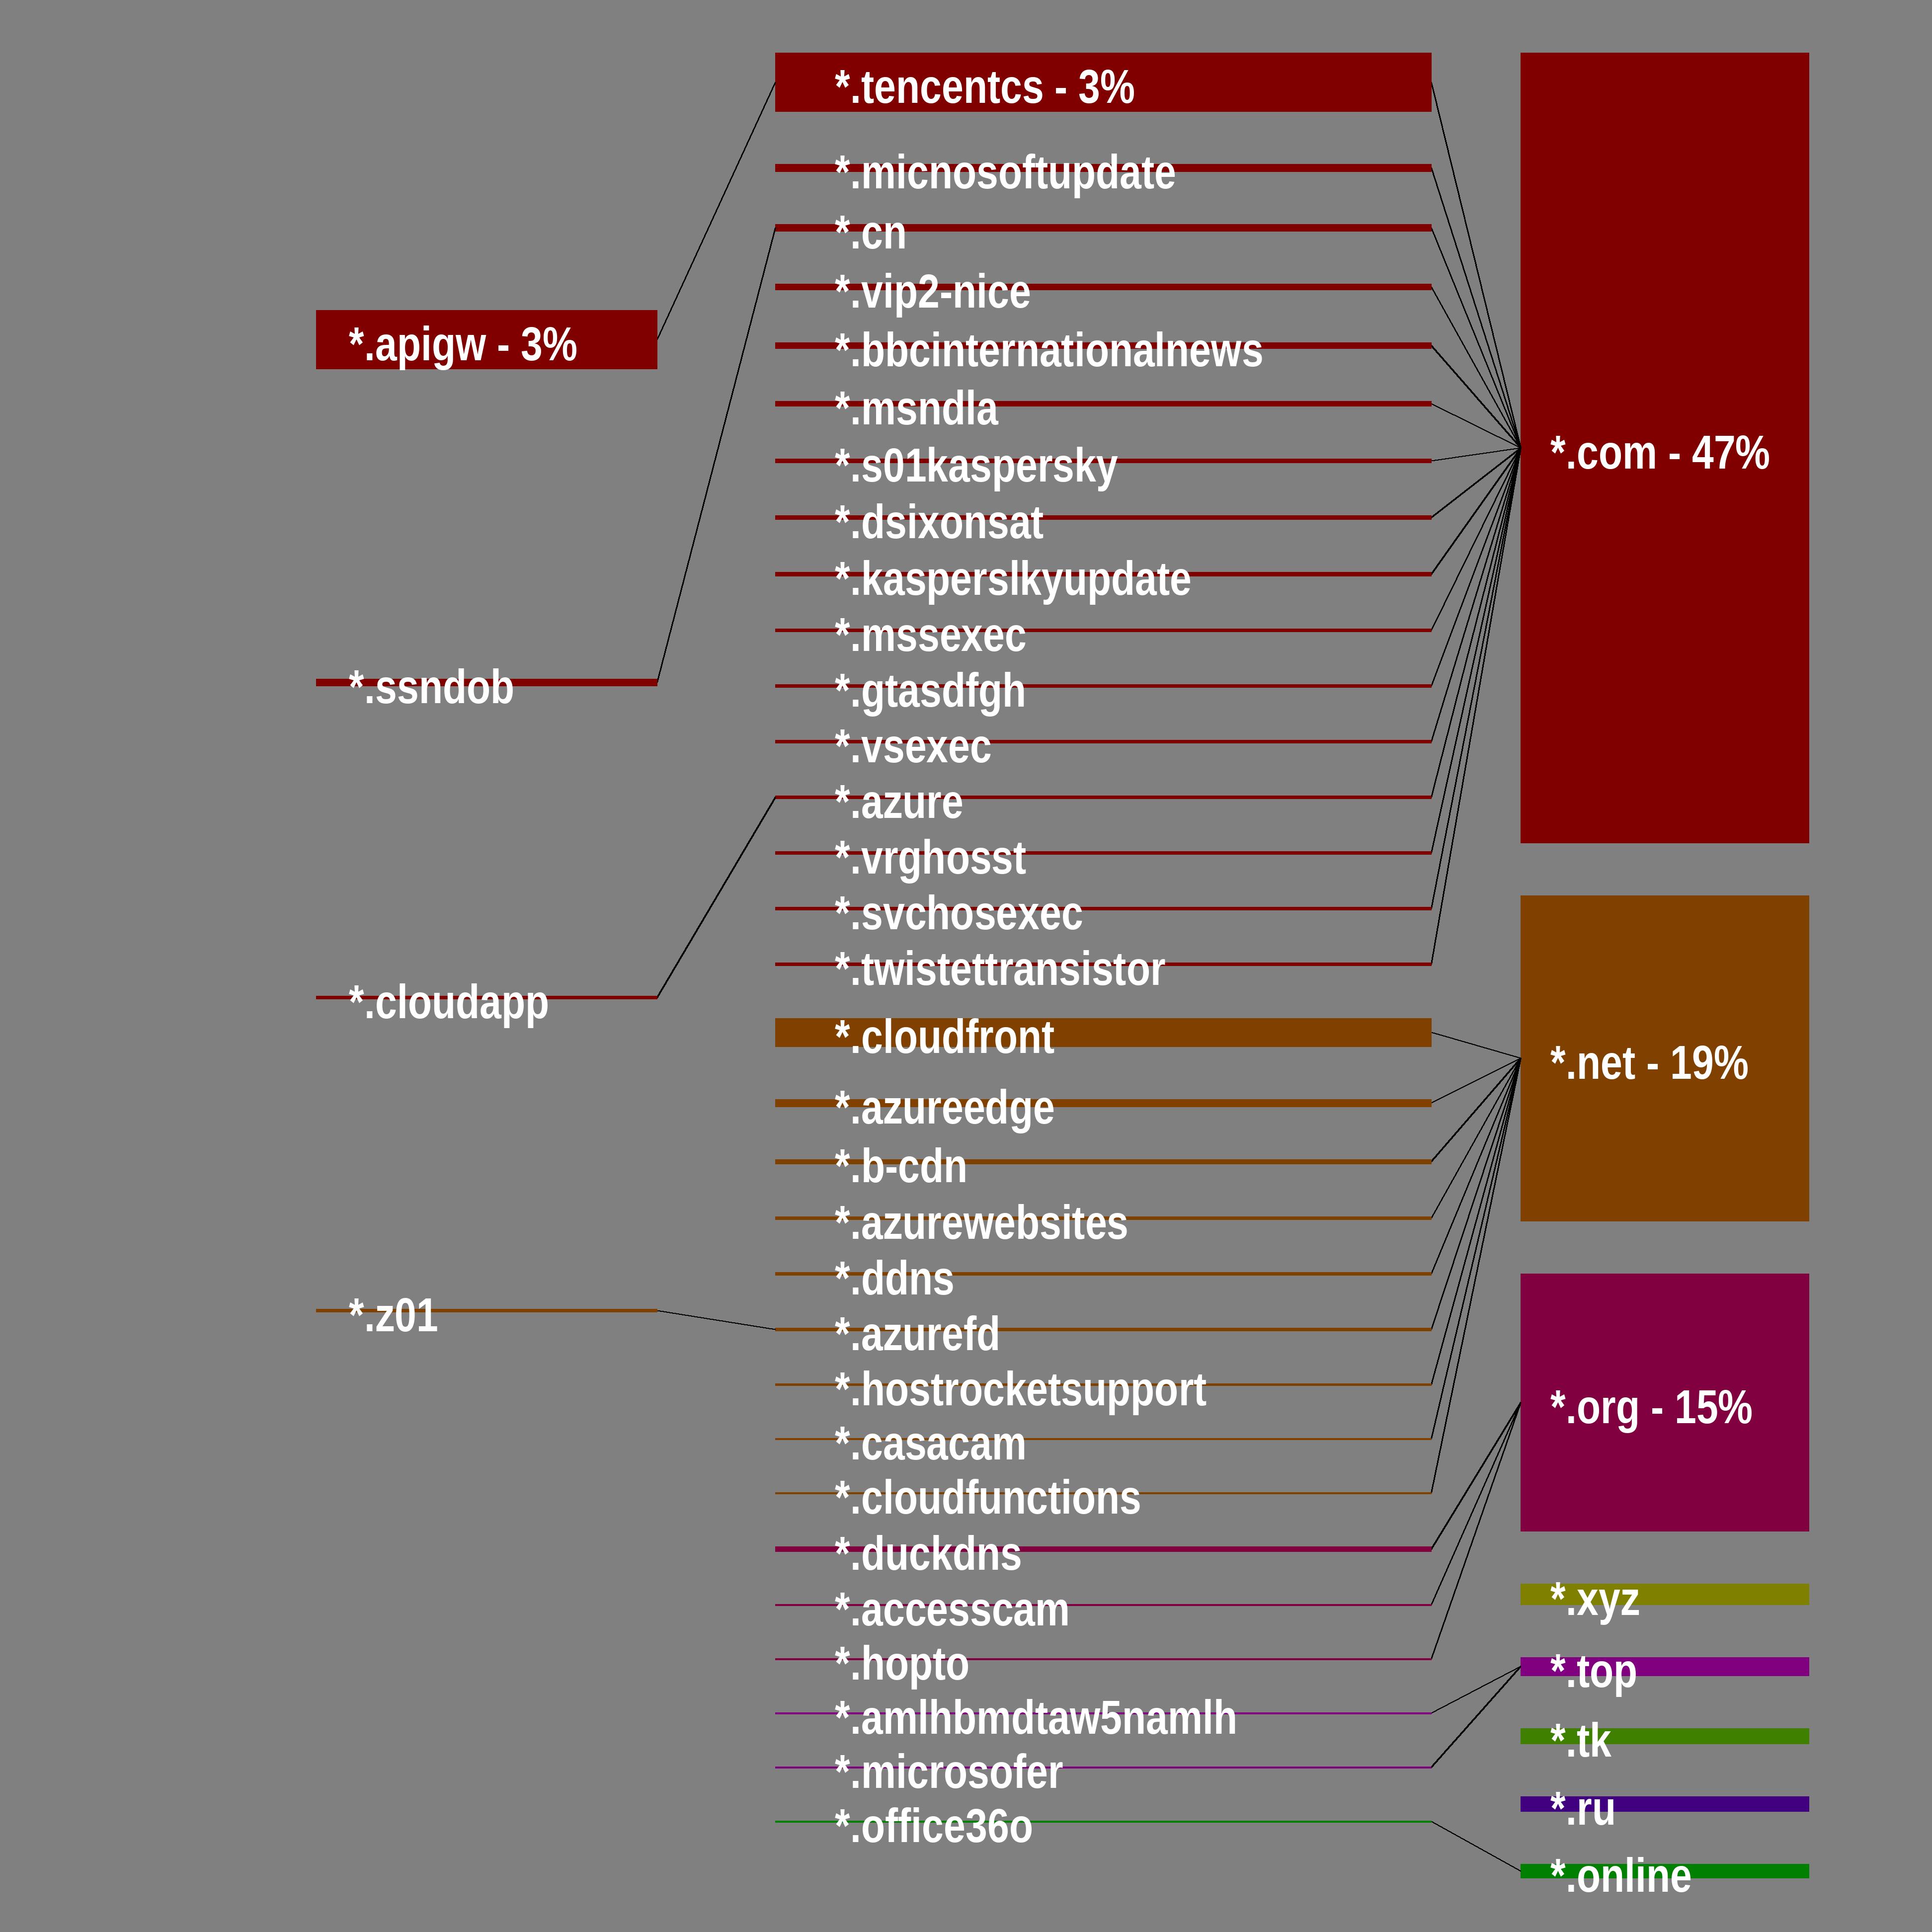 *.apigw - 3%
*.ssndob
*.cloudapp
*.z01
*.tencentcs - 3%
*.micnosoftupdate
*.cn
*.vip2-nice
*.bbcinternationalnews
*.msndla
*.s01kaspersky
*.dsixonsat
*.kasperslkyupdate
*.mssexec
*.gtasdfgh
*.vsexec
*.azure
*.vrghosst
*.svchosexec
*.twistettransistor
*.cloudfront
*.azureedge
*.b-cdn
*.azurewebsites
*.ddns
*.azurefd
*.hostrocketsupport
*.casacam
*.cloudfunctions
*.duckdns
*.accesscam
*.hopto
*.amlhbmdtaw5namlh
*.microsofer
*.office36o
*.com - 47%
*.net - 19%
*.org - 15%
*.xyz
*.top
*.tk
*.ru
*.online